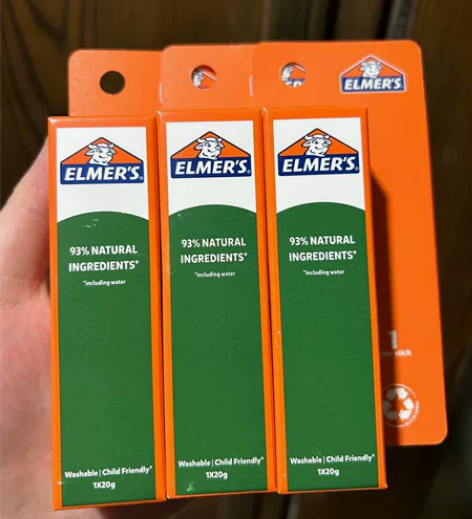 ELMER'S
ELMER'S
93% NATURAL
INGREDIENTS*
*including water
Washable | Child Friendly*
1X20g
ELMER'S
93% NATURAL
INGREDIENTS*
*including water
Washable | Child Friendly*
1X20g
ELMER'S
93% NATURAL
INGREDIENTS*
*including water
Washable | Child Friendly*
1X20g
1
stick